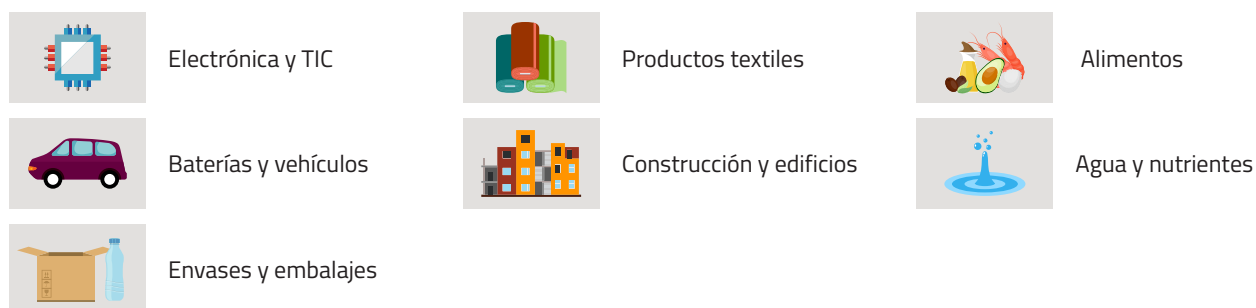 Electrónica y TIC
Productos textiles
Alimentos
Baterías y vehículos
Construcción y edificios
Agua y nutrientes
Envases y embalajes